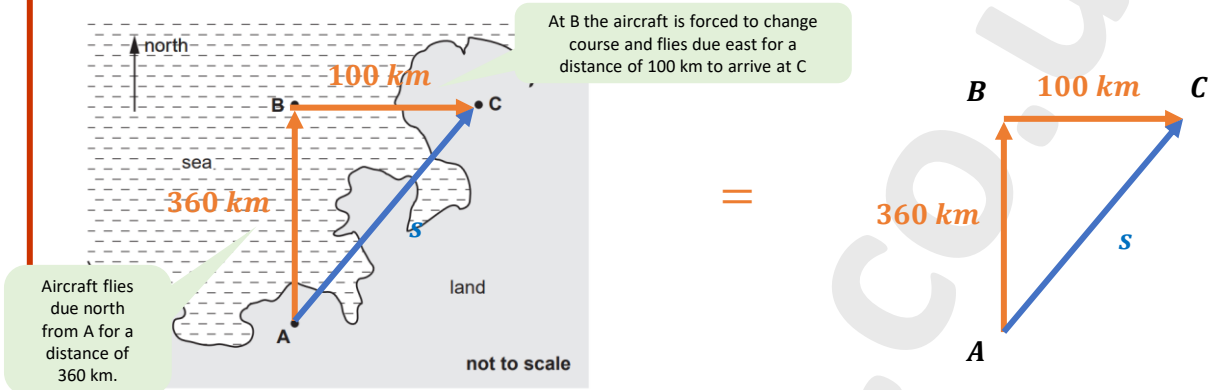 At B the aircraft is forced to change
course and flies due east for a
distance of 100 km to arrive at C
north
100 km
B
C
sea
360 km
s
Aircraft flies
due north
from A for a
distance of
360 km.
land
A
not to scale
=
B
100 km
C
360 km
s
A
co.u